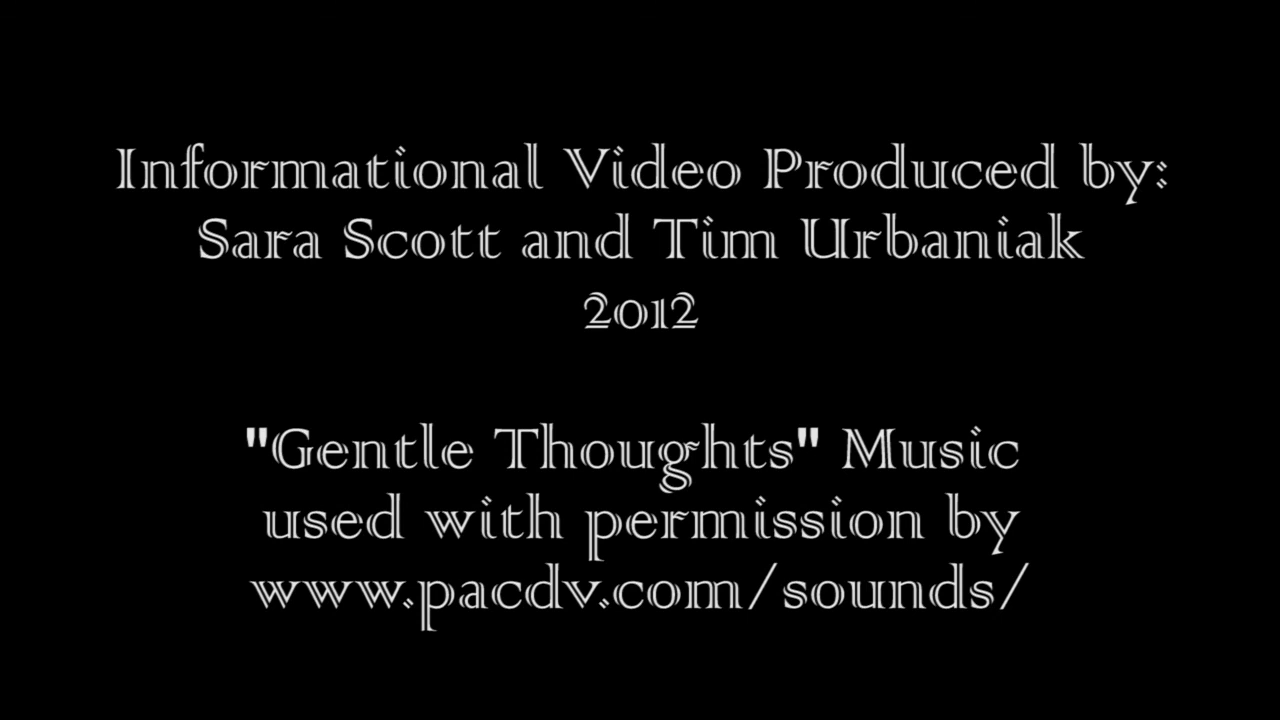 Informational Video Produced by:
Sara Scott and Tim Urbaniak
2012
"Gentle Thoughts" Music
used with permission by
www.pacdv.com/sounds/